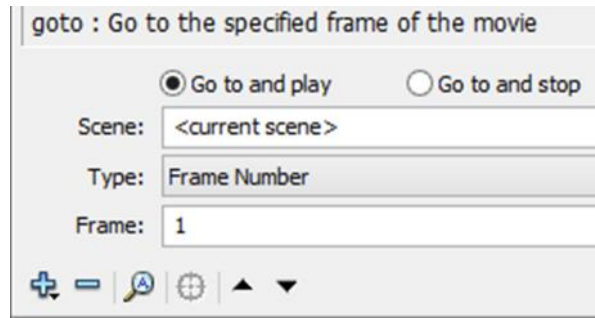 goto : Go to the specified frame of the movie
Go to and play Go to and stop
Scene: <current scene>
Type: Frame Number
Frame: 1